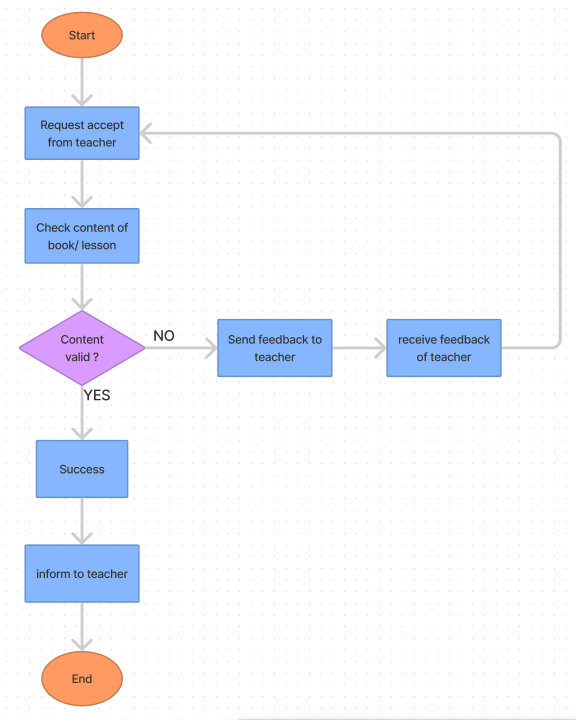 Start
Request accept
from teacher
Check content of
book/ lesson
Content
valid ?
NO
Send feedback to
teacher
receive feedback
of teacher
YES
Success
inform to teacher
End